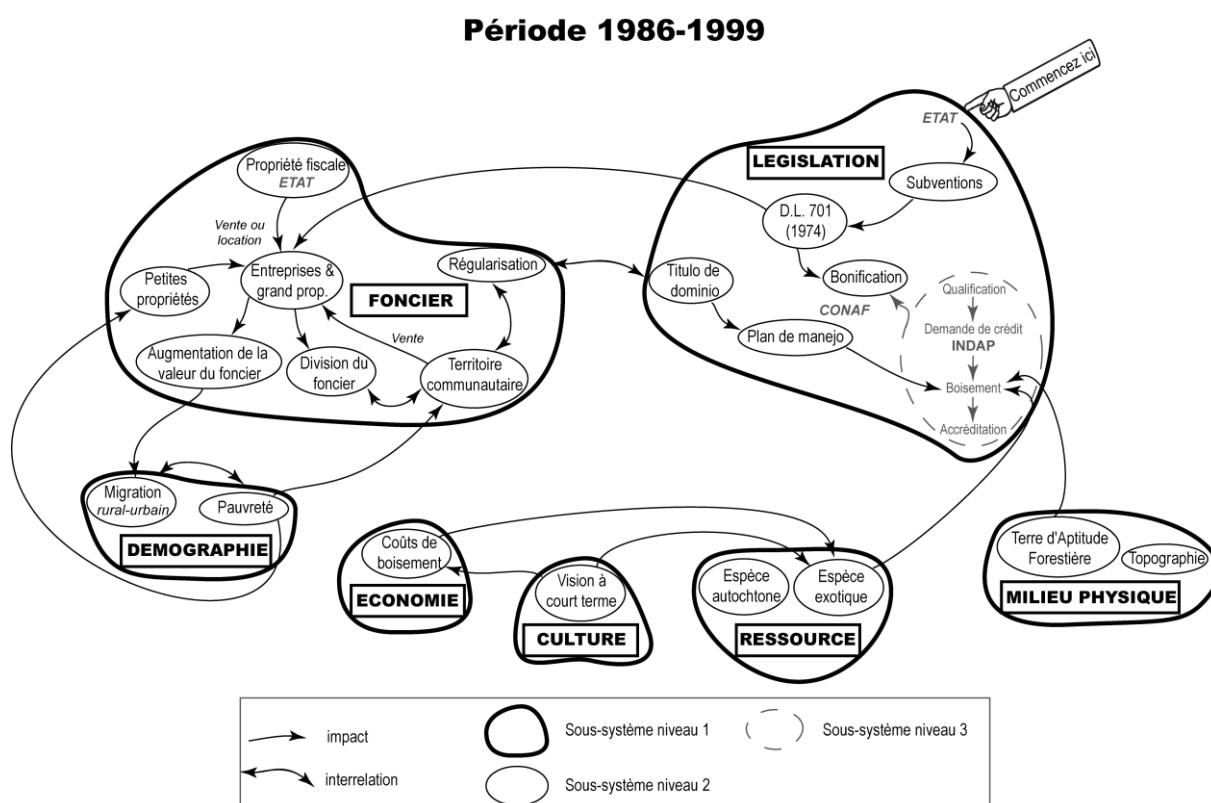 Période 1986-1999
Commencez ici
ETAT
LEGISLATION
Subventions
D.L. 701
(1974)
Bonification
Titulo de
dominio
CONAF
Plan de manejo
Qualification
Demande de crédit
INDAP
Boisement
Accréditation
Propriété fiscale
ETAT
Vente ou
location
Petites
propriétés
Entreprises &
grand prop.
Régularisation
FONCIER
Vente
Augmentation de la
valeur du foncier
Division du
foncier
Territoire
communautaire
Migration
rural-urbain
Pauvreté
DEMOGRAPHIE
Coûts de
boisement
ECONOMIE
Vision à
court terme
CULTURE
Espèce
autochtone
Espèce
exotique
RESSOURCE
Terre d'Aptitude
Forestière
Topographie
MILIEU PHYSIQUE
impact
interrelation
Sous-système niveau 1
Sous-système niveau 2
Sous-système niveau 3